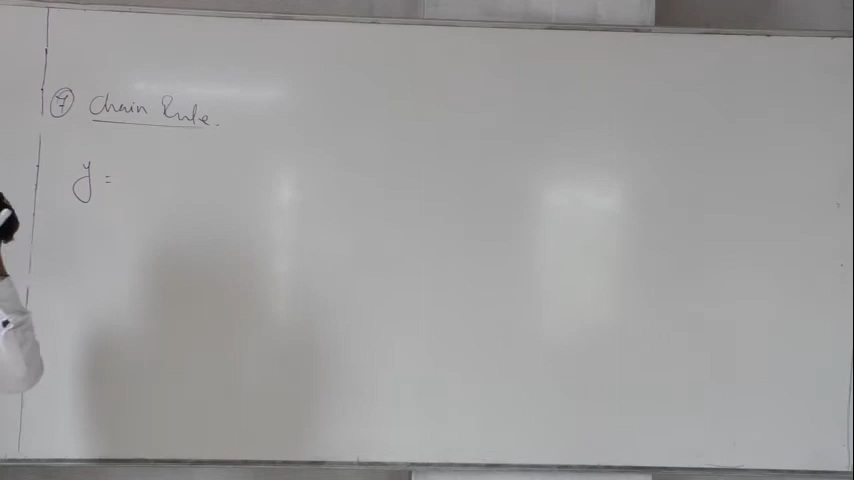 ⑦ Chain Rule.
y =